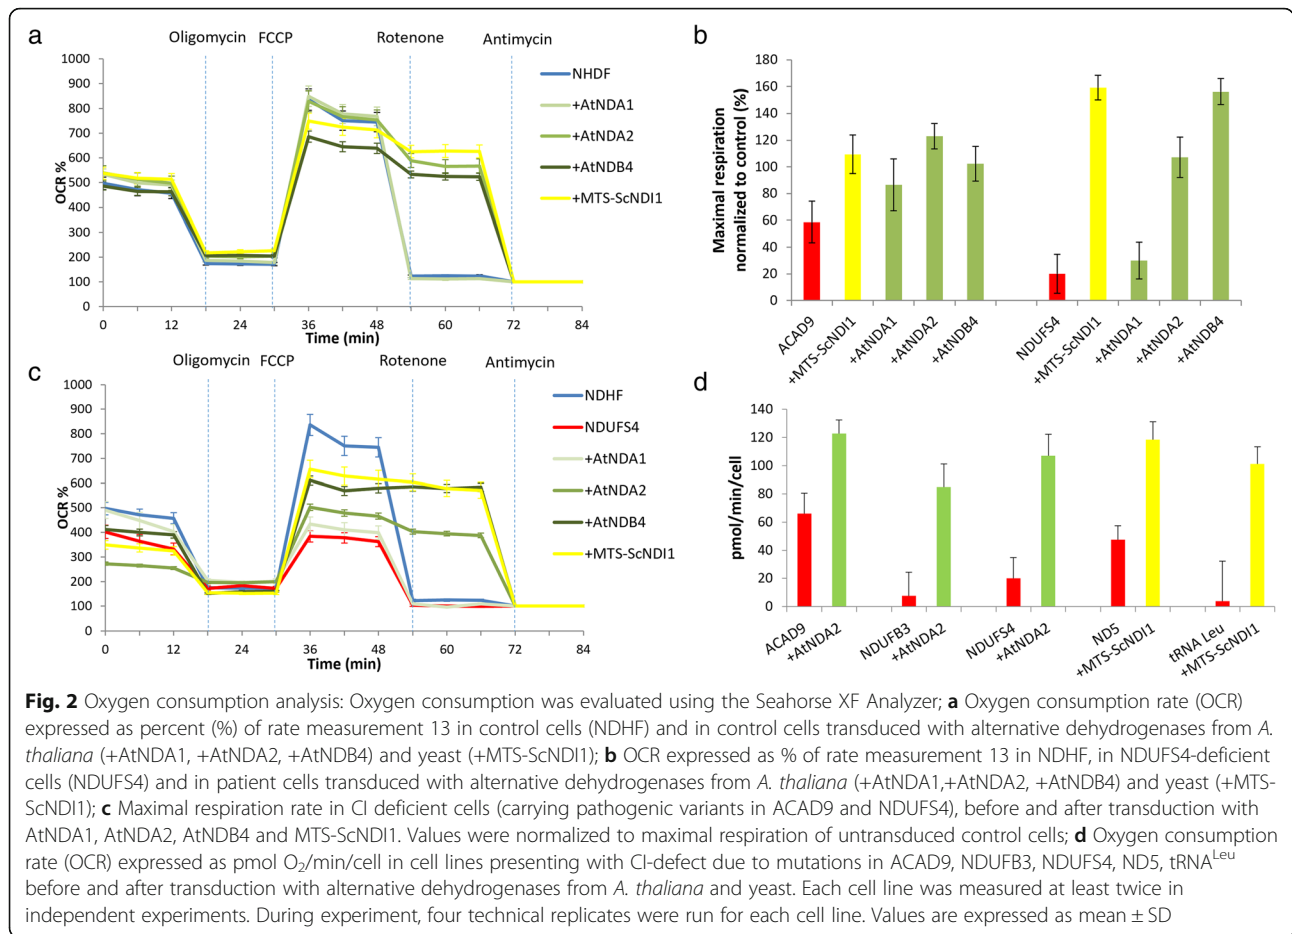 a
Oligomycin FCCP Rotenone Antimycin
OCR %
1000
900
800
700
600
500
400
300
200
100
0 12 24 36 48 60 72 84
Time (min)
NHDF
+AtNDA1
+AtNDA2
+AtNDB4
+MTS-ScNDI1
b
Maximal respiration
normalized to control (%)
180
160
140
120
100
80
60
40
20
0
ACAD9
+MTS-ScNDI1
+AtNDA1
+AtNDA2
+AtNDB4
NDUFS4
+MTS-ScNDI1
+AtNDA1
+AtNDA2
+AtNDB4
c
Oligomycin FCCP Rotenone Antimycin
OCR %
1000
900
800
700
600
500
400
300
200
100
0
0 12 24 36 48 60 72 84
Time (min)
NDHF
NDUFS4
+AtNDA1
+AtNDA2
+AtNDB4
+MTS-ScNDI1
d
pmol/min/cell
140
120
100
80
60
40
20
0
ACAD9
+AtNDA2
NDUFB3
+AtNDA2
NDUFS4
+AtNDA2
ND5
+MTS-ScNDI1
tRNA Leu
+MTS-ScNDI1
Fig. 2 Oxygen consumption analysis: Oxygen consumption was evaluated using the Seahorse XF Analyzer; a Oxygen consumption rate (OCR)
expressed as percent (%) of rate measurement 13 in control cells (NDHF) and in control cells transduced with alternative dehydrogenases from A.
thaliana (+AtNDA1, +AtNDA2, +AtNDB4) and yeast (+MTS-ScNDI1); b OCR expressed as % of rate measurement 13 in NDHF, in NDUFS4-deficient
cells (NDUFS4) and in patient cells transduced with alternative dehydrogenases from A. thaliana (+AtNDA1,+AtNDA2, +AtNDB4) and yeast (+MTS-
ScNDI1); c Maximal respiration rate in CI deficient cells (carrying pathogenic variants in ACAD9 and NDUFS4), before and after transduction with
AtNDA1, AtNDA2, AtNDB4 and MTS-ScNDI1. Values were normalized to maximal respiration of untransduced control cells; d Oxygen consumption
rate (OCR) expressed as pmol O₂/min/cell in cell lines presenting with CI-defect due to mutations in ACAD9, NDUFB3, NDUFS4, ND5, tRNA^Leu
before and after transduction with alternative dehydrogenases from A. thaliana and yeast. Each cell line was measured at least twice in
independent experiments. During experiment, four technical replicates were run for each cell line. Values are expressed as mean ± SD